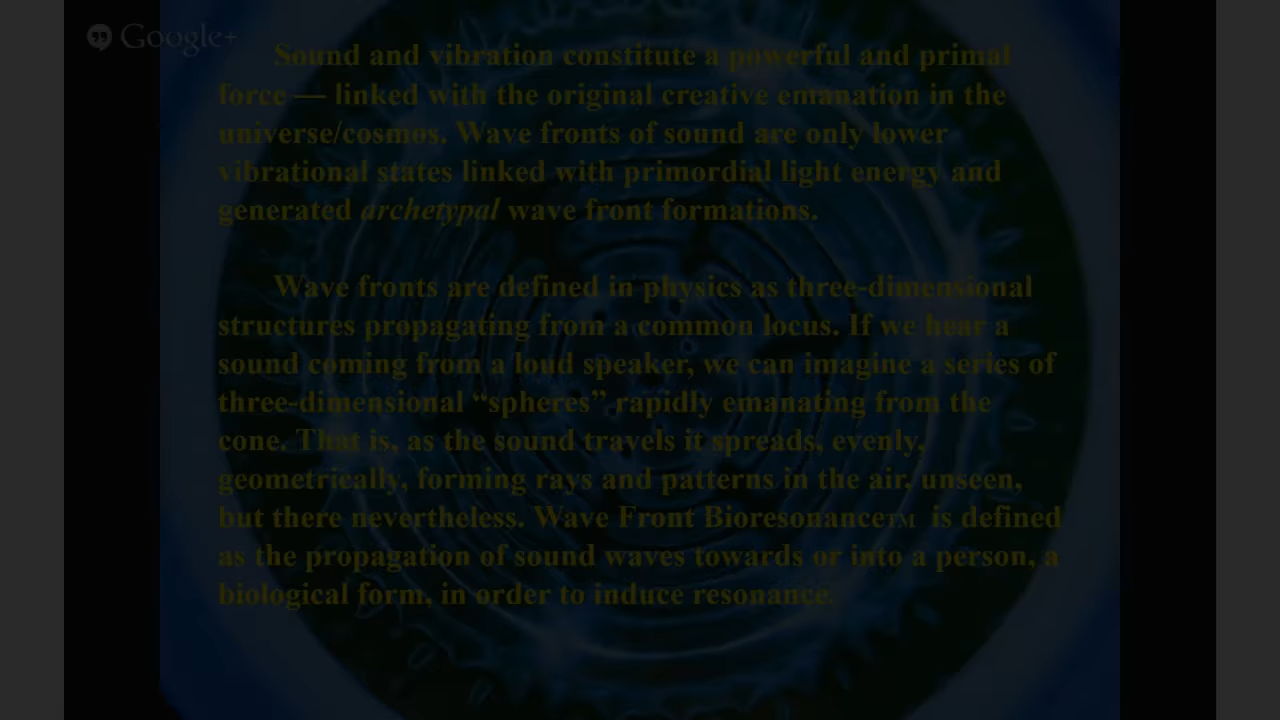 Google+
Sound and vibration constitute a powerful and primal
force — linked with the original creative emanation in the
universe/cosmos. Wave fronts of sound are only lower
vibrational states linked with primordial light energy and
generated archetypal wave front formations.
Wave fronts are defined in physics as three-dimensional
structures propagating from a common locus. If we hear a
sound coming from a loud speaker, we can imagine a series of
three-dimensional “spheres” rapidly emanating from the
cone. That is, as the sound travels it spreads, evenly,
geometrically, forming rays and patterns in the air, unseen,
but there nevertheless. Wave Front Bioresonance™ is defined
as the propagation of sound waves towards or into a person, a
biological form, in order to induce resonance.